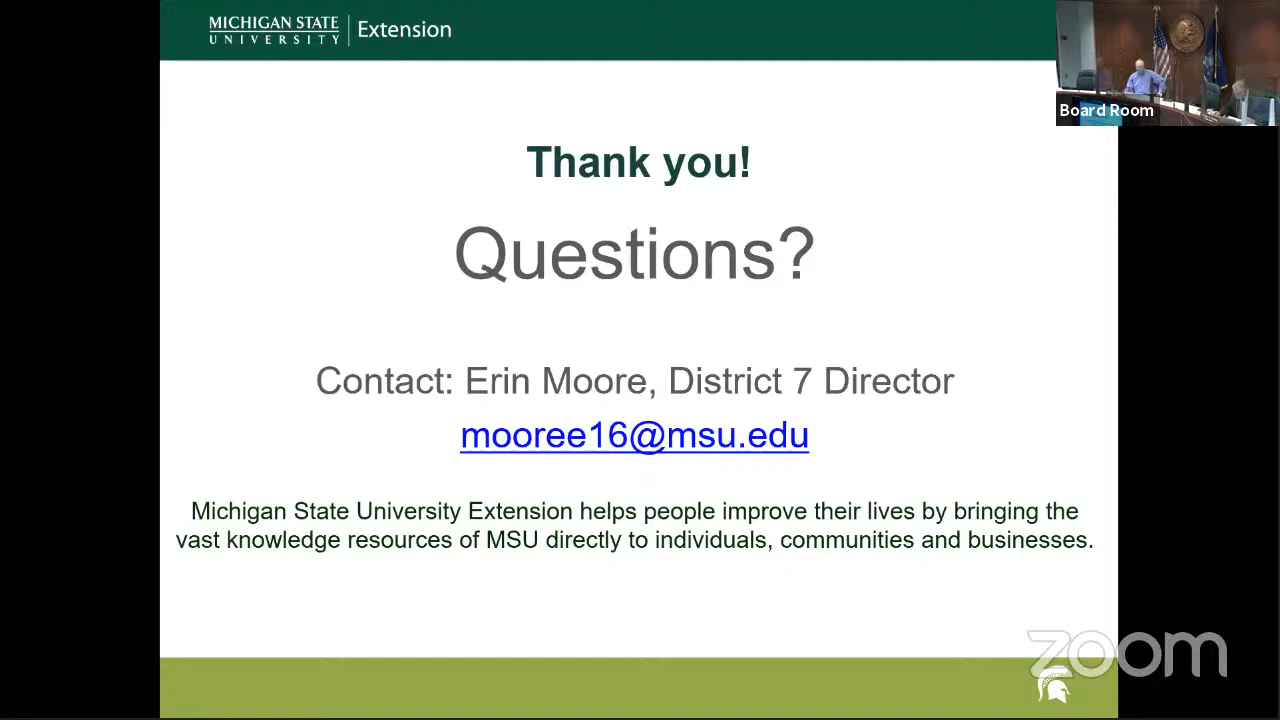 MICHIGAN STATE
UNIVERSITY
Extension
Board Room
Thank you!
Questions?
Contact: Erin Moore, District 7 Director
mooree16@msu.edu
Michigan State University Extension helps people improve their lives by bringing the
vast knowledge resources of MSU directly to individuals, communities and businesses.
zoom